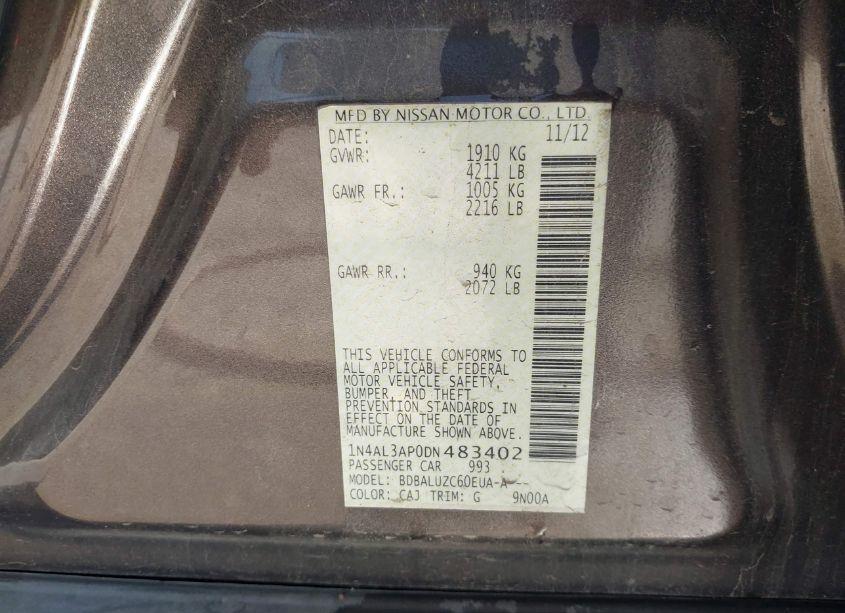 MFD BY NISSAN MOTOR CO., LTD.
DATE: 11/12
GVWR: 1910 KG
4211 LB
GAWR FR.: 1005 KG
2216 LB
GAWR RR.: 940 KG
2072 LB
THIS VEHICLE CONFORMS TO
ALL APPLICABLE FEDERAL
MOTOR VEHICLE SAFETY,
BUMPER, AND THEFT
PREVENTION STANDARDS IN
EFFECT ON THE DATE OF
MANUFACTURE SHOWN ABOVE.
1N4AL3AP0DN483402
PASSENGER CAR 993
MODEL: BDBALUZC60EUA-A---
COLOR: CAJ TRIM: G 9N00A